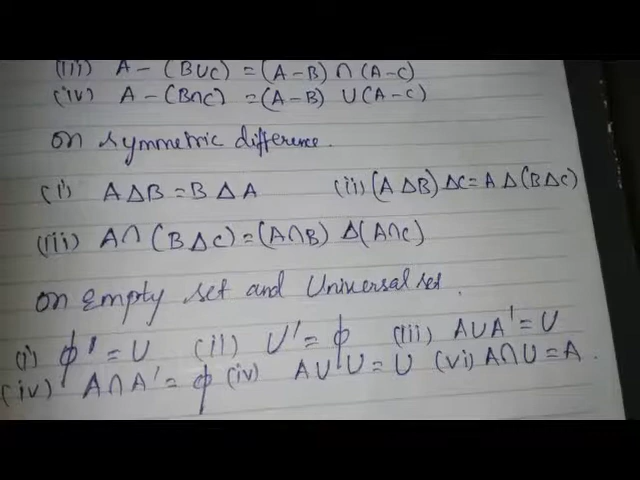 (iii) A - (B∪C) = (A-B) ∩ (A-C)
(iv) A - (B∩C) = (A-B) ∪ (A-C)
on symmetric difference.
(i) A Δ B = B Δ A (ii) (A Δ B) Δ C = A Δ (B Δ C)
(iii) A∩ (B Δ C) = (A∩B) Δ (A∩C)
on Empty set and Universal set.
(i) ϕ' = U (ii) U' = ϕ (iii) A∪A' = U
(iv) A∩A' = ϕ (iv) A∪U = U (vi) A∩U = A.